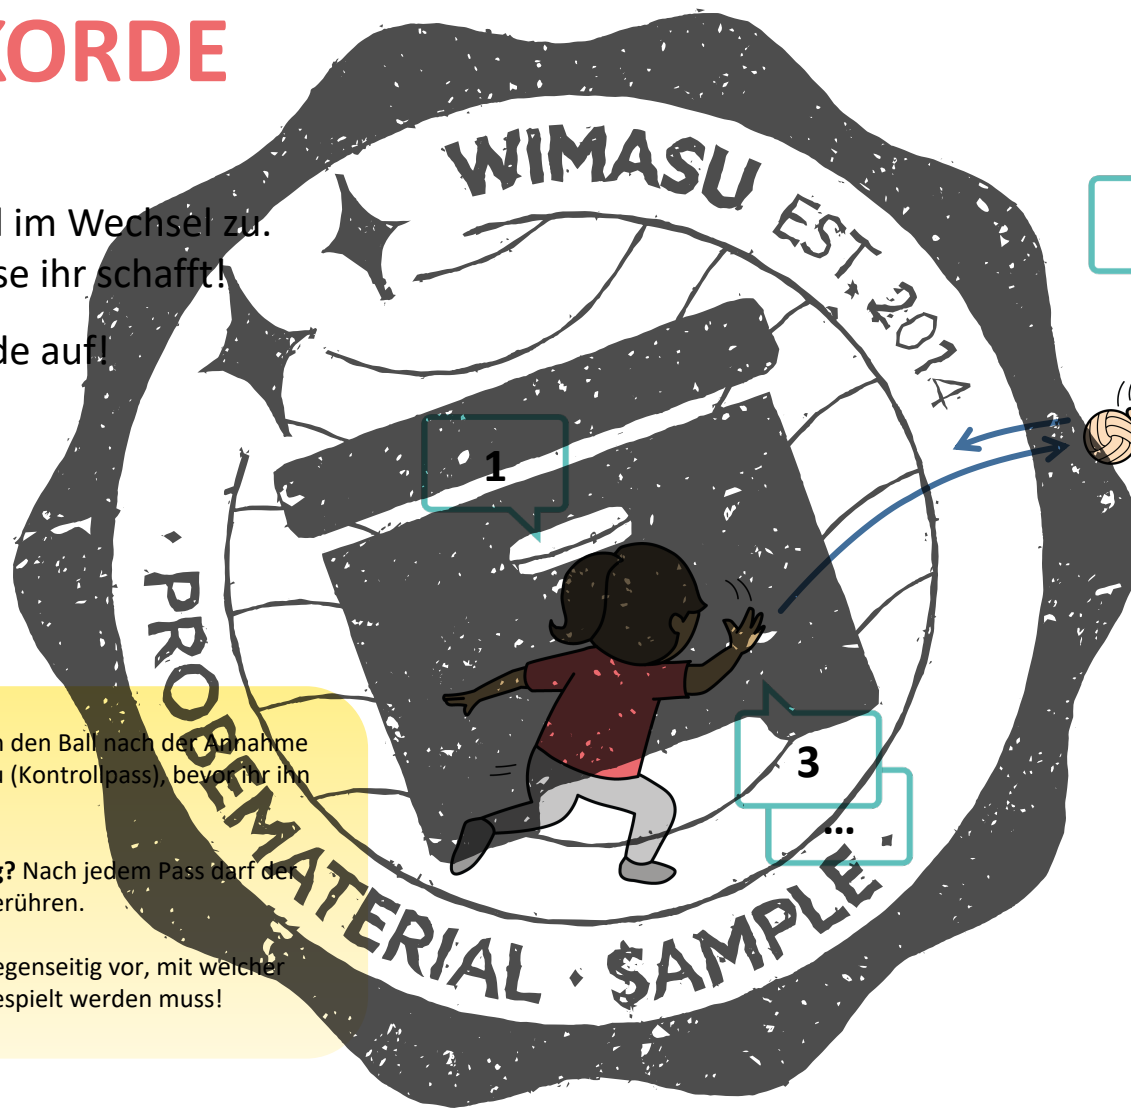 KORDE
im Wechsel zu.
se ihr schafft!
de auf!
WIMASU EST. 2014
1
3
...
n den Ball nach der Annahme
u (Kontrollpass), bevor ihr ihn
g? Nach jedem Pass darf der
erühren.
egenseitig vor, mit welcher
espielt werden muss!
· PROBEMATERIAL · SAMPLE ·